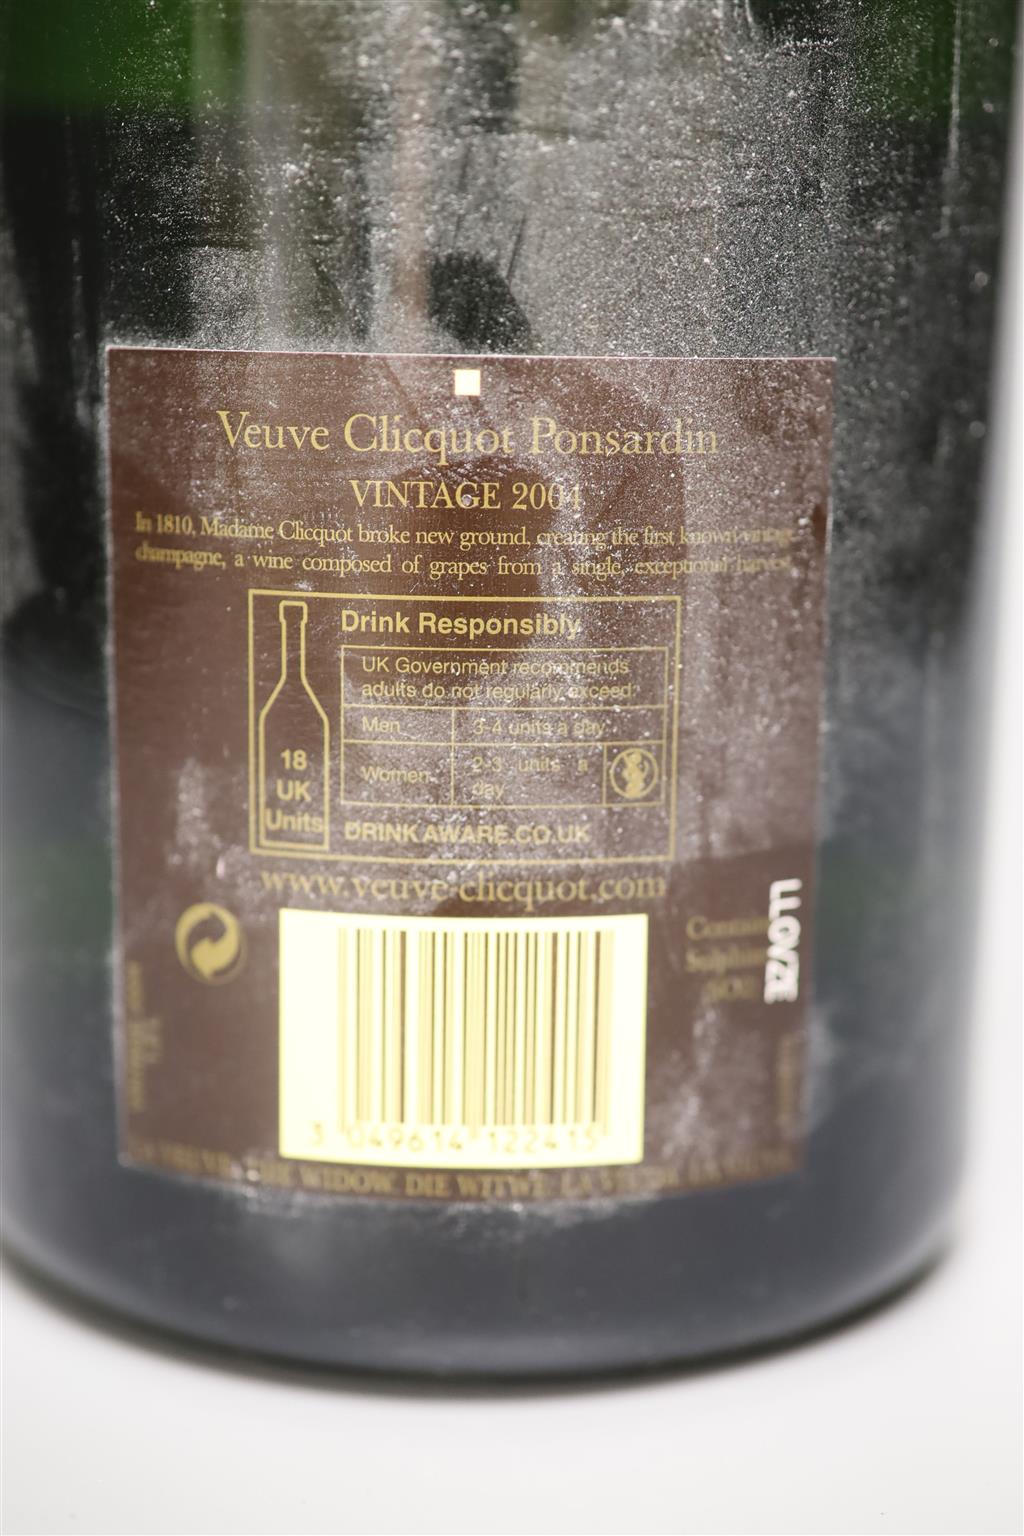 Veuve Clicquot Ponsardin
VINTAGE 2004
In 1810, Madame Clicquot broke new ground, creating the first known vintage
champagne, a wine composed of grapes from a single, exceptional harvest.
Drink Responsibly
UK Government recommends
adults do not regularly exceed:
Men 3-4 units a day
Women 2-3 units a
day
18
UK
Units
DRINKAWARE.CO.UK
www.veuve-clicquot.com
Contains
3 049614 122415
THE WIDOW DIE WITWE LA